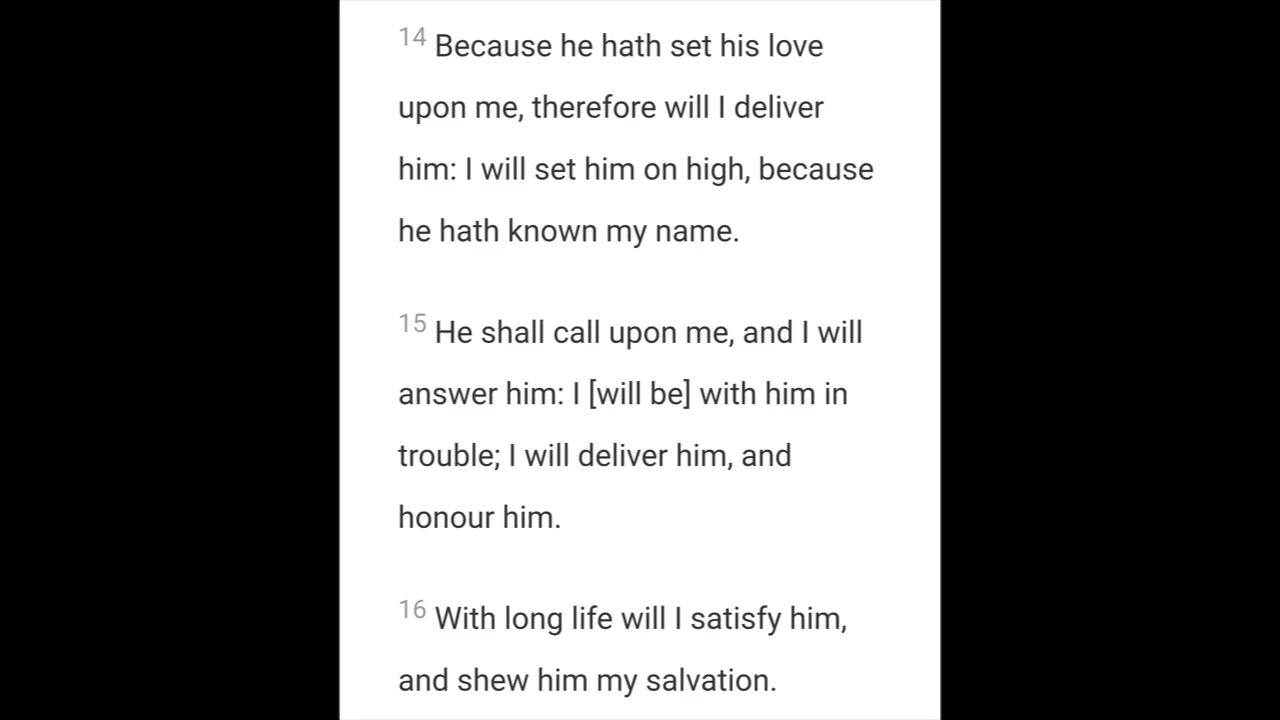 14 Because he hath set his love
upon me, therefore will I deliver
him: I will set him on high, because
he hath known my name.
15 He shall call upon me, and I will
answer him: I [will be] with him in
trouble; I will deliver him, and
honour him.
16 With long life will I satisfy him,
and shew him my salvation.